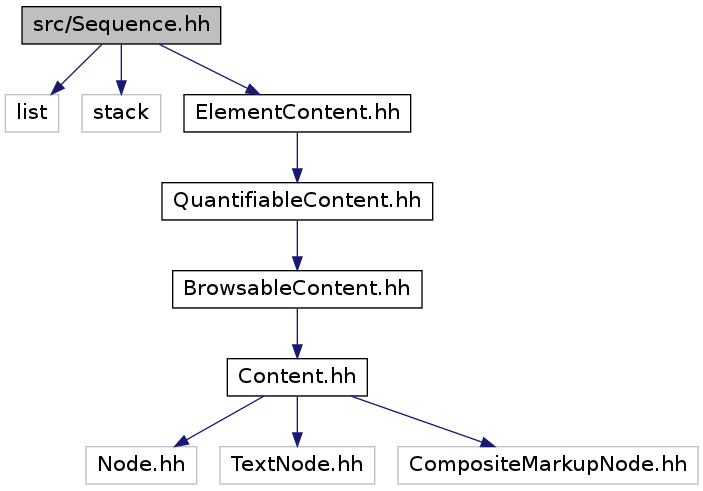 src/Sequence.hh
list
stack
ElementContent.hh
QuantifiableContent.hh
BrowsableContent.hh
Content.hh
Node.hh
TextNode.hh
CompositeMarkupNode.hh